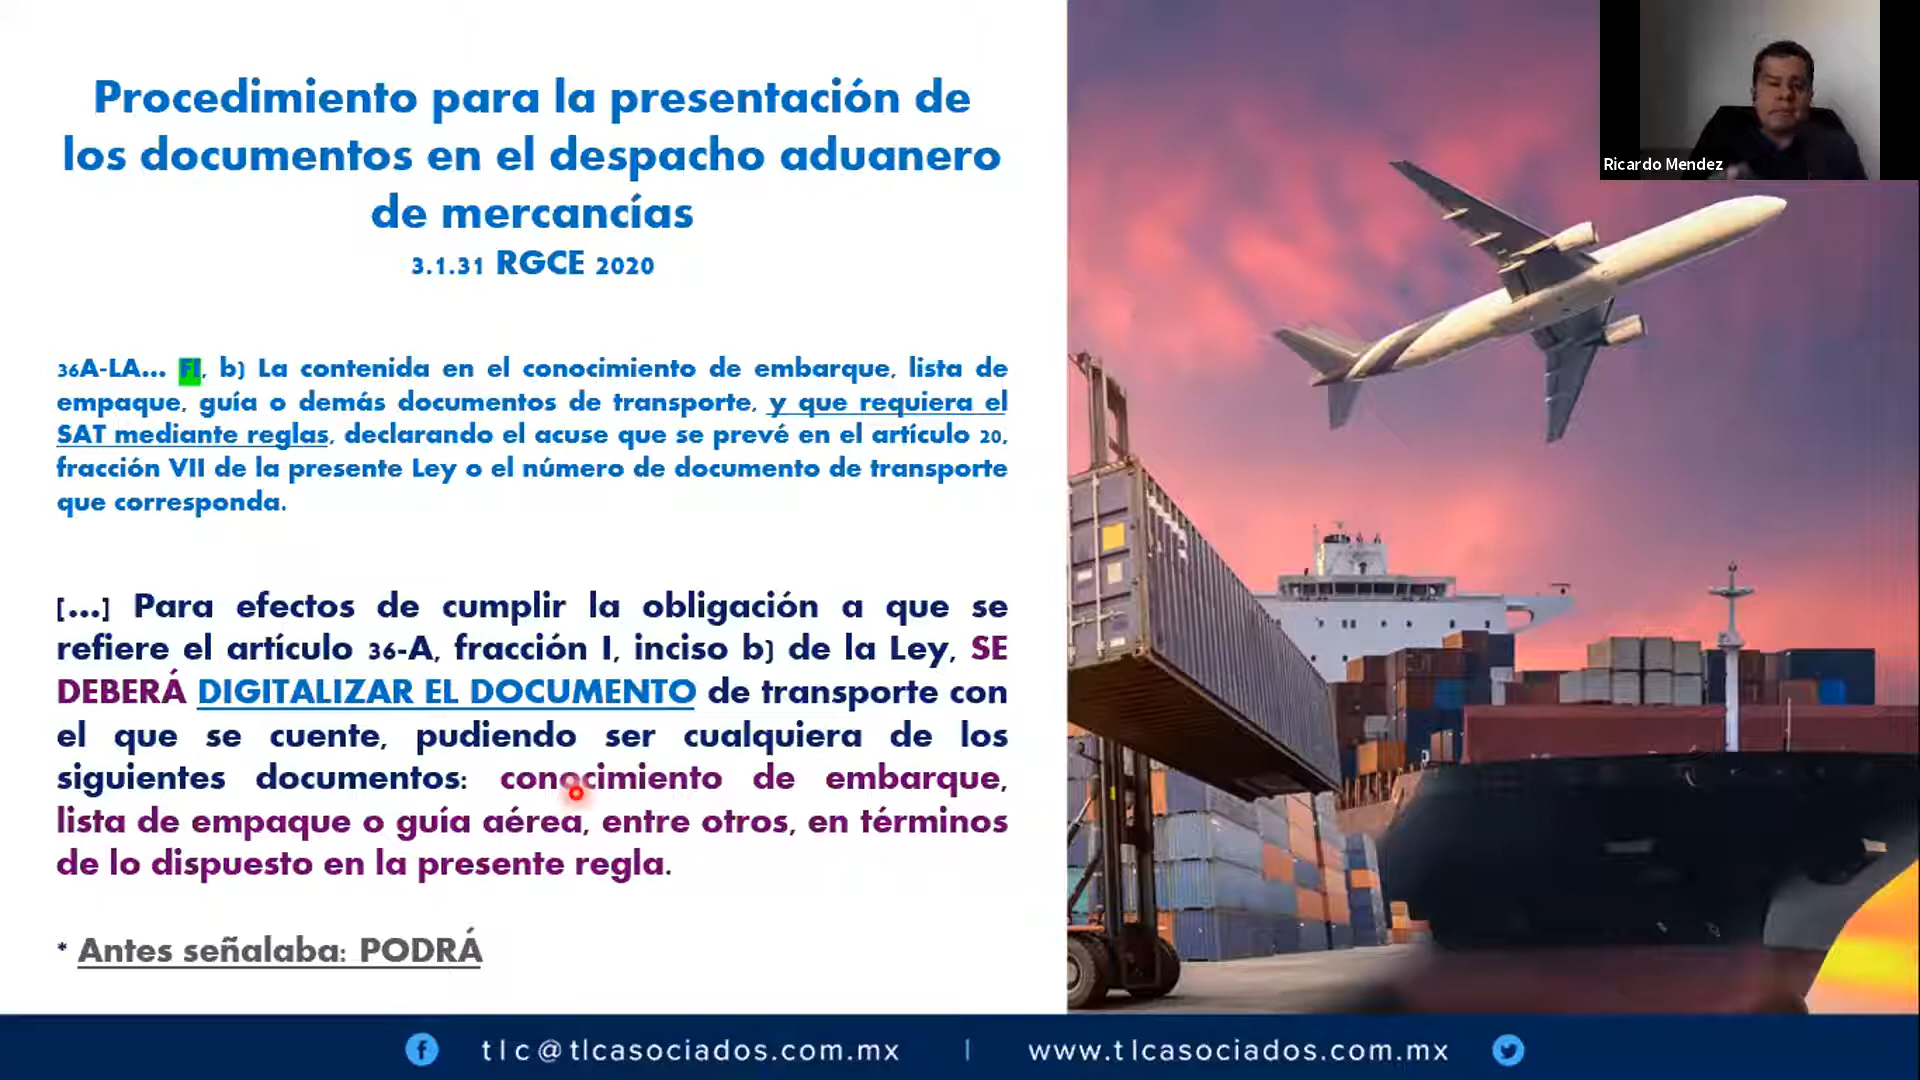 Procedimiento para la presentación de
los documentos en el despacho aduanero
de mercancías
3.1.31 RGCE 2020
36A-LA... FI, b) La contenida en el conocimiento de embarque, lista de
empaque, guía o demás documentos de transporte, y que requiera el
SAT mediante reglas, declarando el acuse que se prevé en el artículo 20,
fracción VII de la presente Ley o el número de documento de transporte
que corresponda.
[...] Para efectos de cumplir la obligación a que se
refiere el artículo 36-A, fracción I, inciso b) de la Ley, SE
DEBERÁ DIGITALIZAR EL DOCUMENTO de transporte con
el que se cuente, pudiendo ser cualquiera de los
siguientes documentos: conocimiento de embarque,
lista de empaque o guía aérea, entre otros, en términos
de lo dispuesto en la presente regla.
* Antes señalaba: PODRÁ
Ricardo Mendez
tlc@tlcasociados.com.mx | www.tlcasociados.com.mx